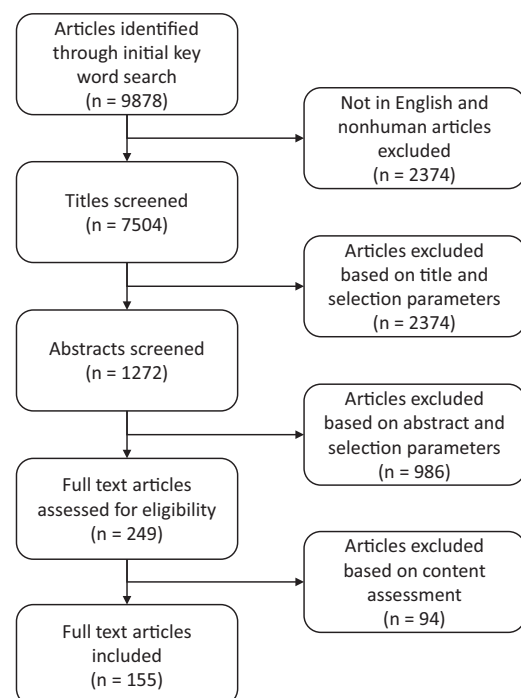 Articles identified
through initial key
word search
(n = 9878)
Not in English and
nonhuman articles
excluded
(n = 2374)
Titles screened
(n = 7504)
Articles excluded
based on title and
selection parameters
(n = 2374)
Abstracts screened
(n = 1272)
Articles excluded
based on abstract and
selection parameters
(n = 986)
Full text articles
assessed for eligibility
(n = 249)
Articles excluded
based on content
assessment
(n = 94)
Full text articles
included
(n = 155)